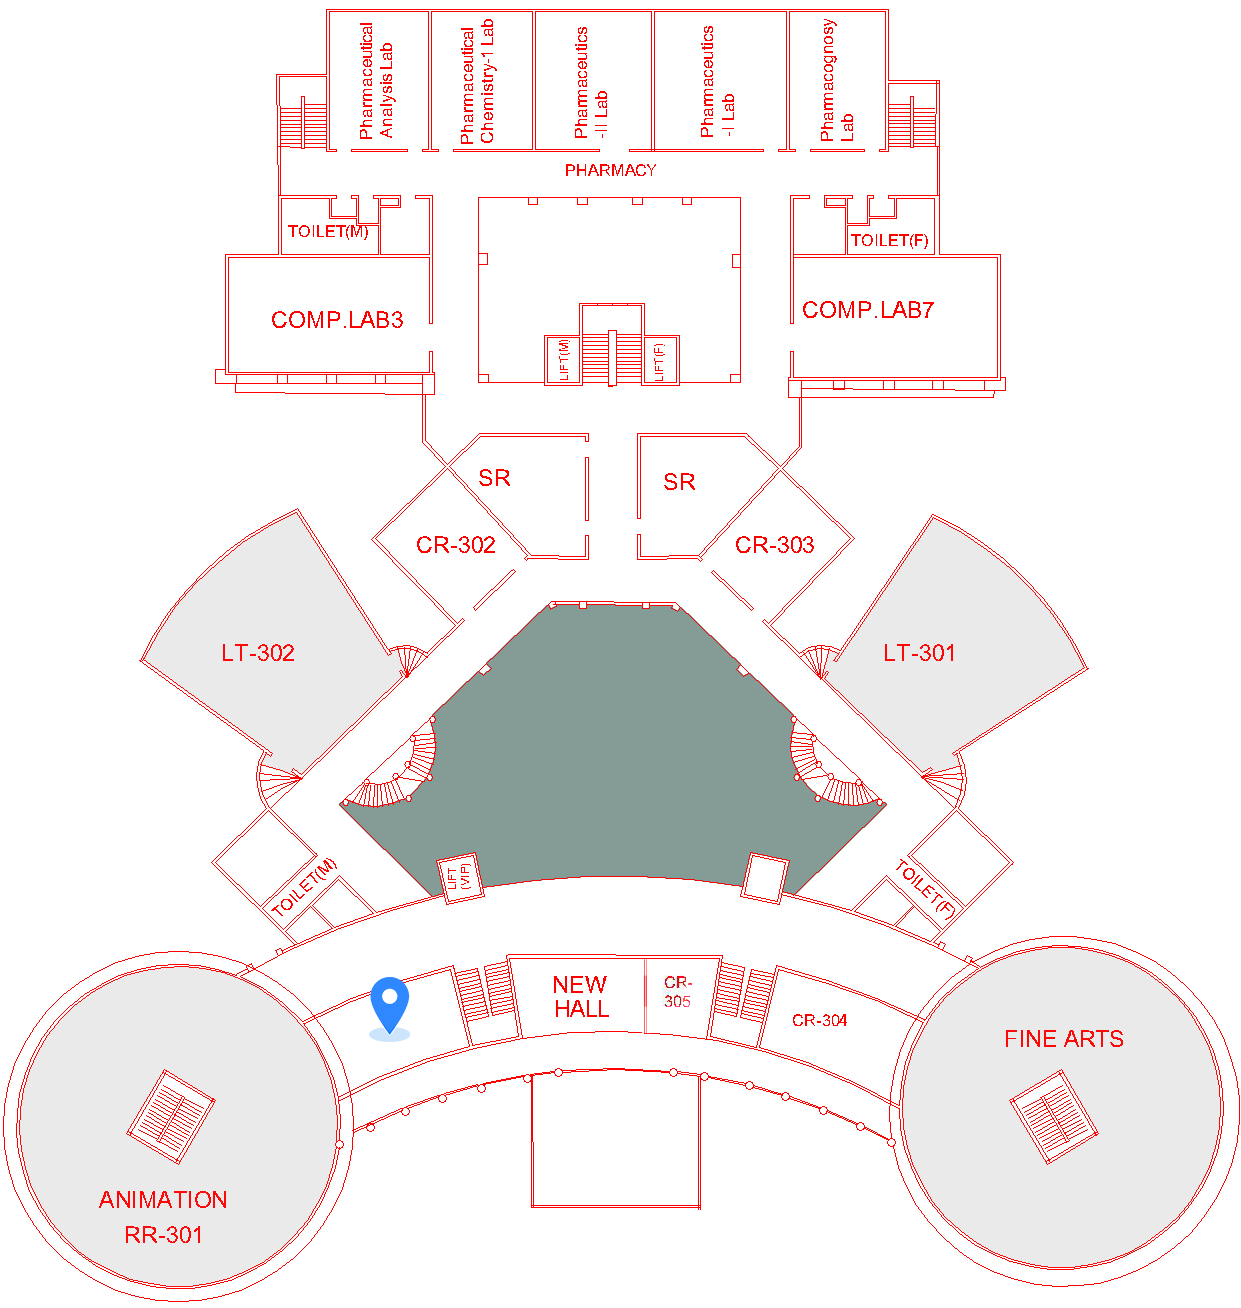 Pharmaceutical
Analysis Lab
Pharmaceutical
Chemistry-1 Lab
Pharmaceutics
-II Lab
Pharmaceutics
-I Lab
Pharmacognosy
Lab
PHARMACY
TOILET(M)
TOILET(F)
COMP.LAB3
COMP.LAB7
LIFT(M)
LIFT(F)
SR
SR
CR-302
CR-303
LT-302
LT-301
TOILET(M)
LIFT
(VIP)
TOILET(F)
NEW
HALL
CR-
305
CR-304
FINE ARTS
ANIMATION
RR-301